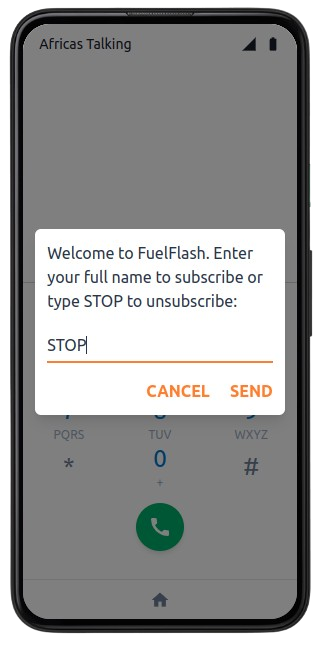 Africas Talking
Welcome to FuelFlash. Enter
your full name to subscribe or
type STOP to unsubscribe:
STOP
CANCEL SEND
PQRS TUV WXYZ
* 0 #
+